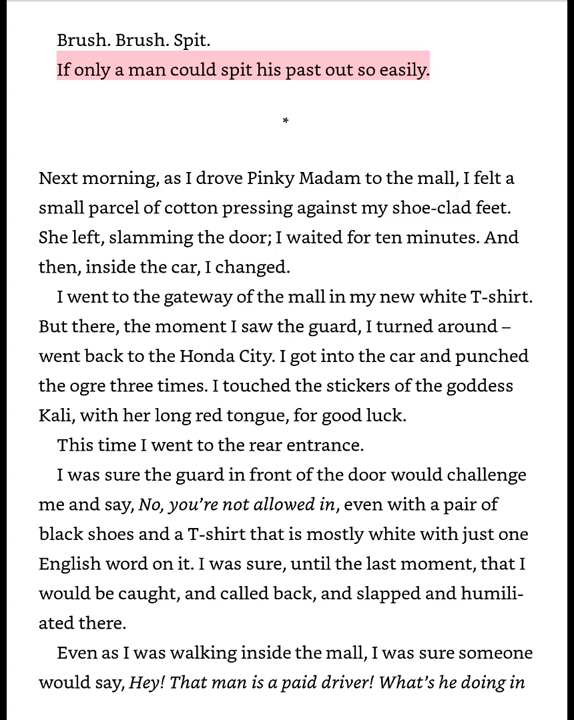 Brush. Brush. Spit.
If only a man could spit his past out so easily.
*
Next morning, as I drove Pinky Madam to the mall, I felt a
small parcel of cotton pressing against my shoe-clad feet.
She left, slamming the door; I waited for ten minutes. And
then, inside the car, I changed.
I went to the gateway of the mall in my new white T-shirt.
But there, the moment I saw the guard, I turned around –
went back to the Honda City. I got into the car and punched
the ogre three times. I touched the stickers of the goddess
Kali, with her long red tongue, for good luck.
This time I went to the rear entrance.
I was sure the guard in front of the door would challenge
me and say, No, you’re not allowed in, even with a pair of
black shoes and a T-shirt that is mostly white with just one
English word on it. I was sure, until the last moment, that I
would be caught, and called back, and slapped and humili-
ated there.
Even as I was walking inside the mall, I was sure someone
would say, Hey! That man is a paid driver! What’s he doing in